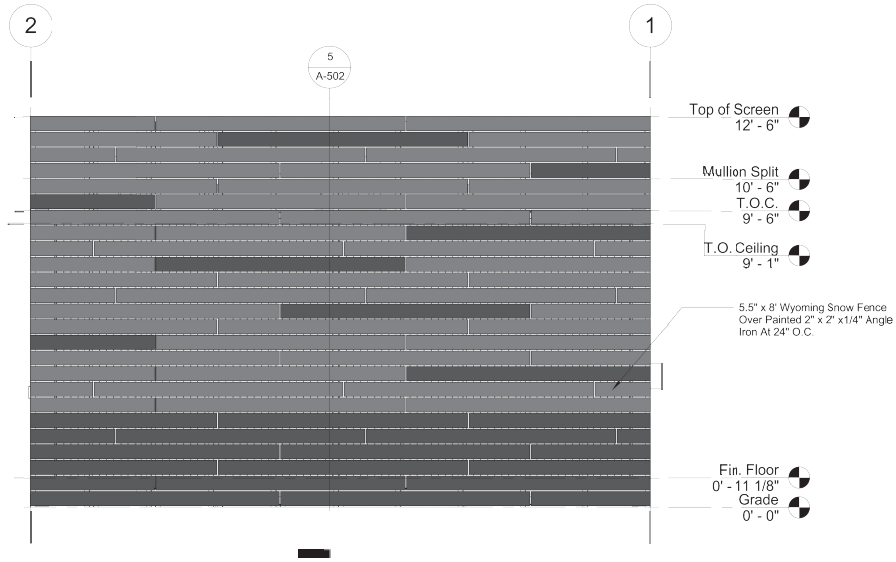 2
1
5
A-502
Top of Screen
12' - 6"
Mullion Split
10' - 6"
T.O.C.
9' - 6"
T.O. Ceiling
9' - 1"
5.5" x 8' Wyoming Snow Fence
Over Painted 2" x 2" x1/4" Angle
Iron At 24" O.C.
Fin. Floor
0' - 11 1/8"
Grade
0' - 0"